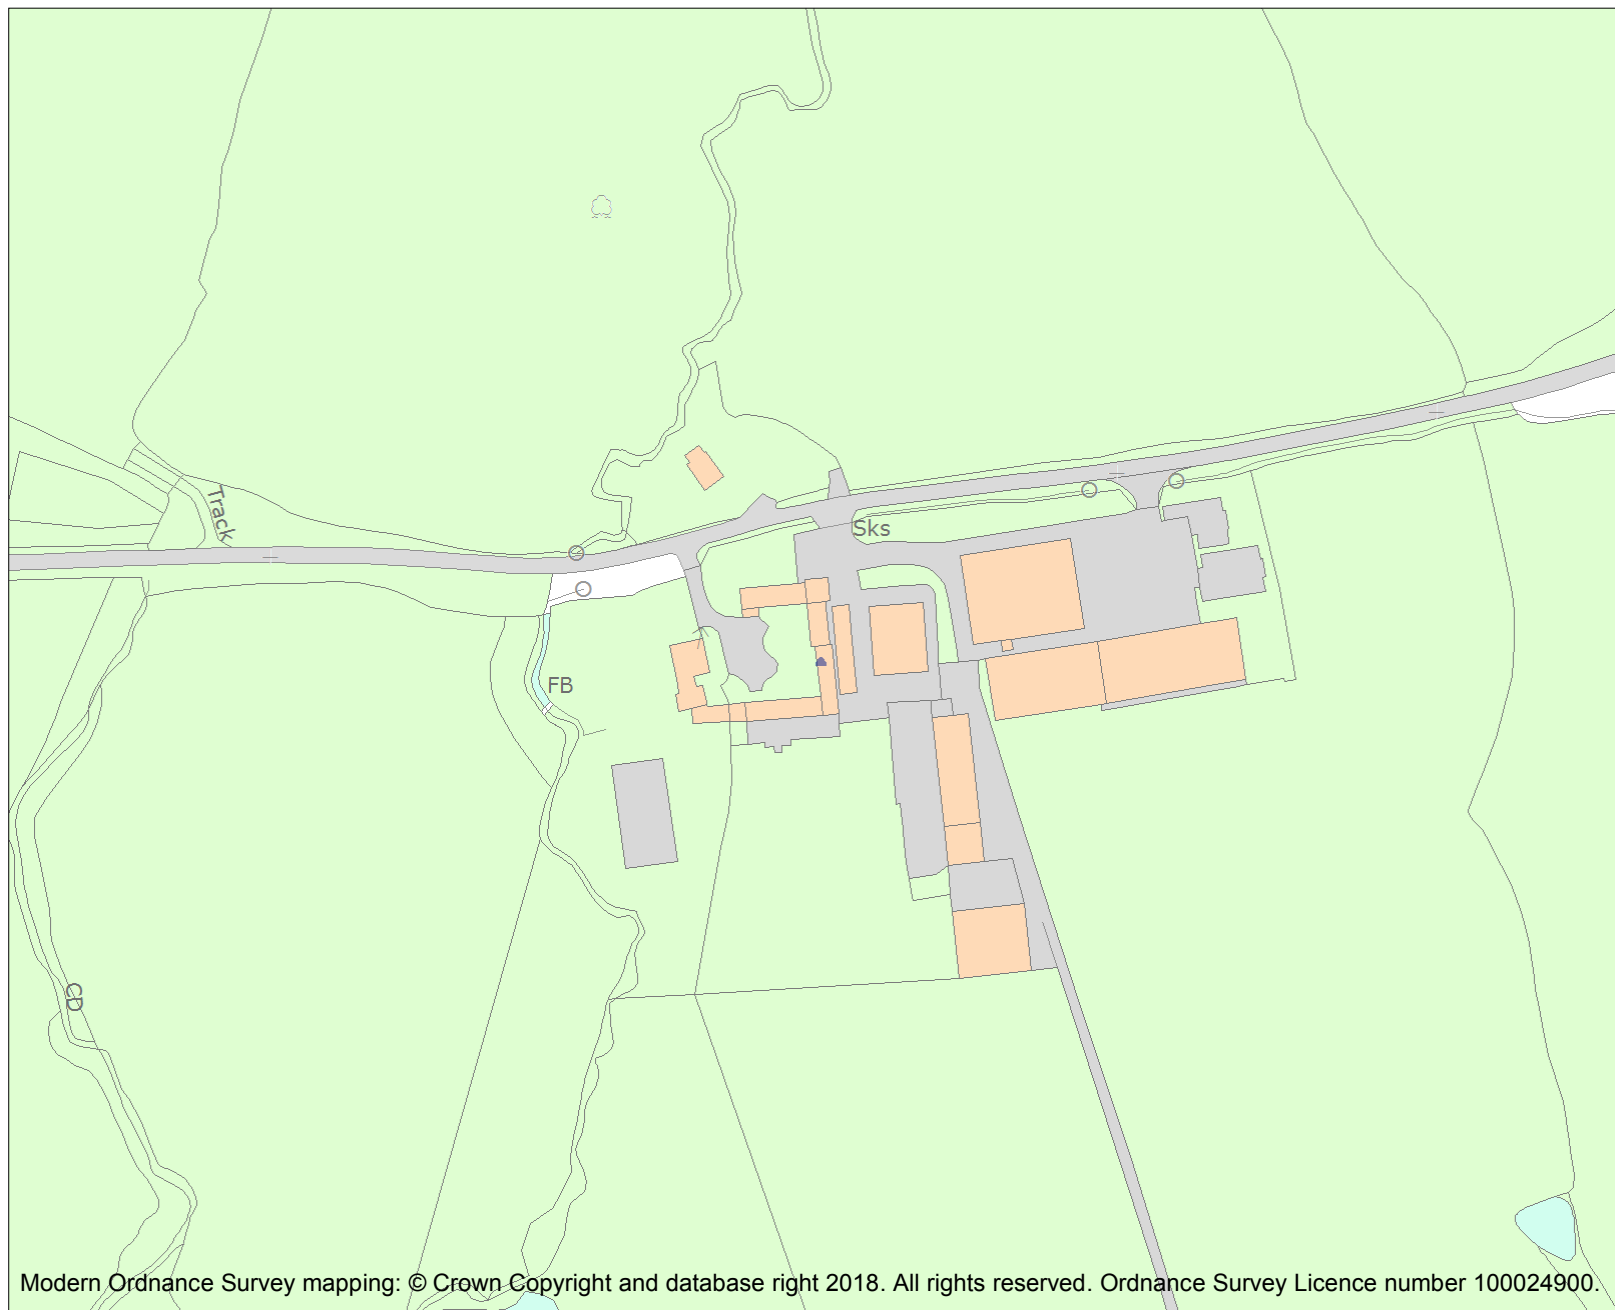 Track
Sks
FB
CD
Modern Ordnance Survey mapping: © Crown Copyright and database right 2018. All rights reserved. Ordnance Survey Licence number 100024900.